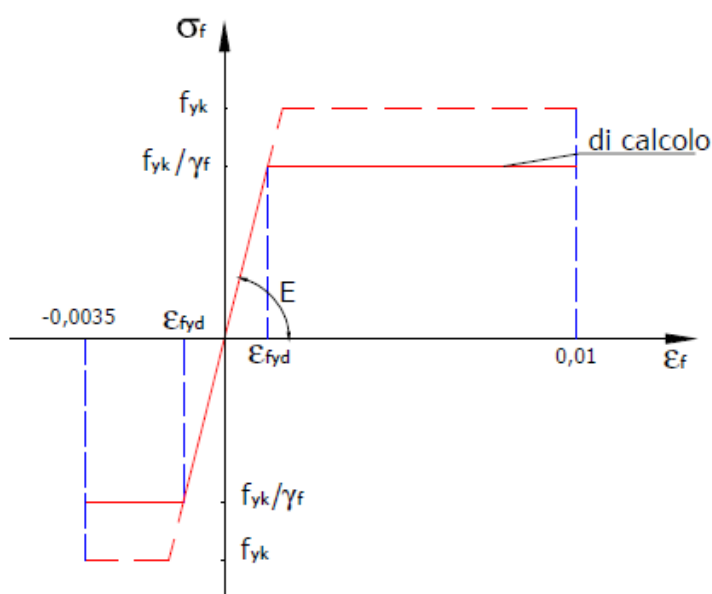 σf
fyk
fyk/γf
di calcolo
E
-0,0035
εfyd
εfyd
0,01
εf
fyk/γf
fyk